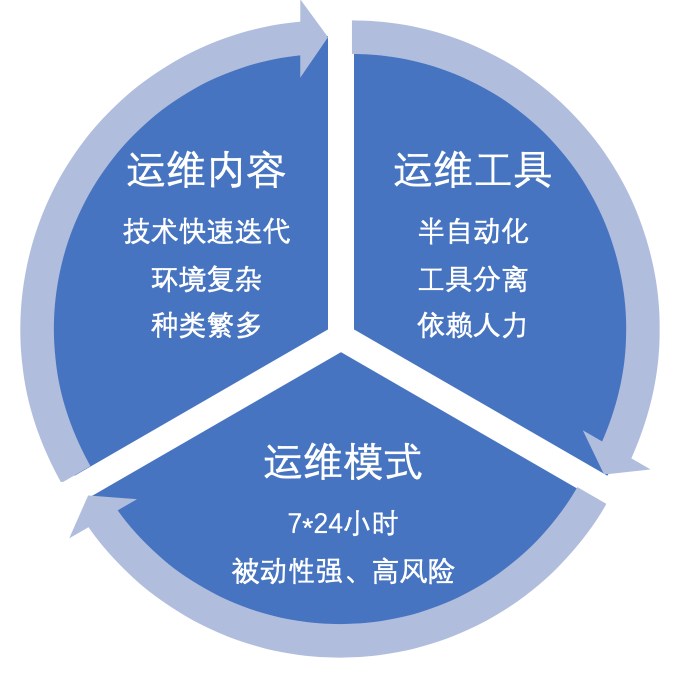 运维内容
技术快速迭代
环境复杂
种类繁多
运维工具
半自动化
工具分离
依赖人力
运维模式
7*24小时
被动性强、高风险